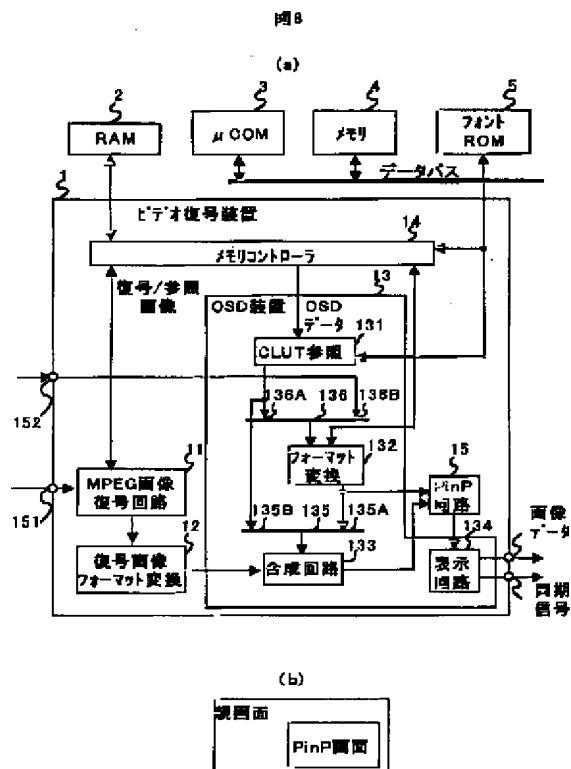 図8
(a)
2
RAM
3
μCOM
4
メモリ
5
フォント
ROM
データバス
1
ビデオ復号装置
14
メモリコントローラ
復号/参照
画像
13
OSD装置
OSD
データ
131
CLUT参照
136A
136
136B
152
132
フォーマット
変換
11
MPEG画像
復号回路
151
15
PinP
回路
135B
135
135A
12
復号画像
フォーマット変換
133
合成回路
134
表示
回路
画像
データ
同期
信号
(b)
親画面
PinP画面